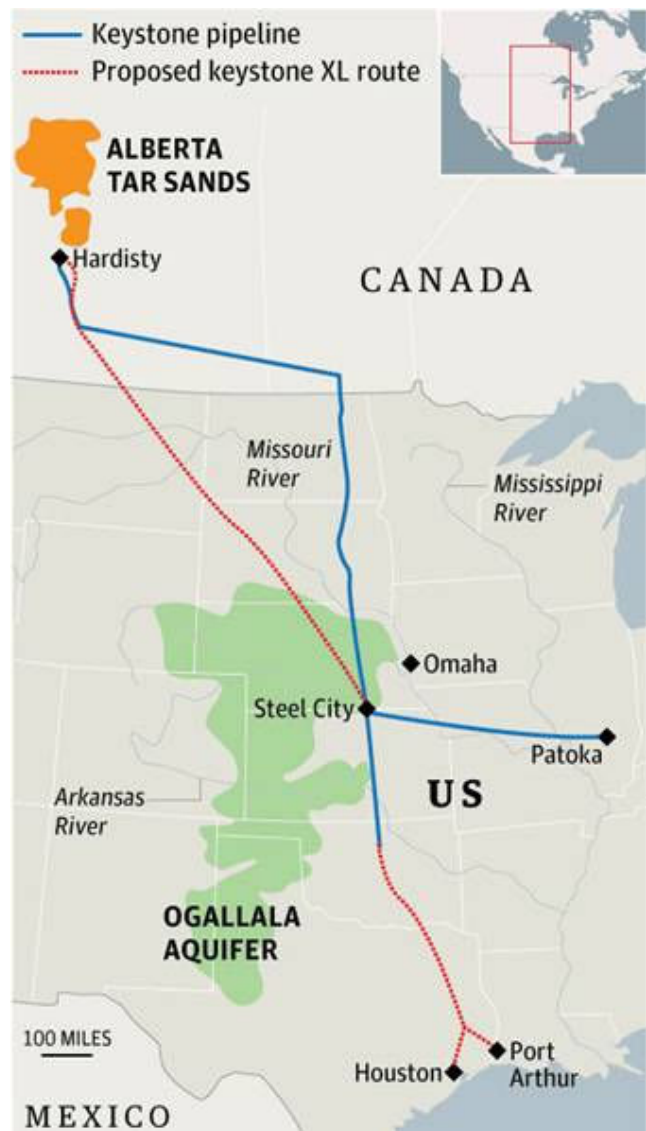 Keystone pipeline
Proposed keystone XL route
ALBERTA
TAR SANDS
Hardisty
CANADA
Missouri
River
Mississippi
River
Omaha
Steel City
Patoka
US
Arkansas
River
OGALLALA
AQUIFER
100 MILES
Port
Arthur
Houston
MEXICO